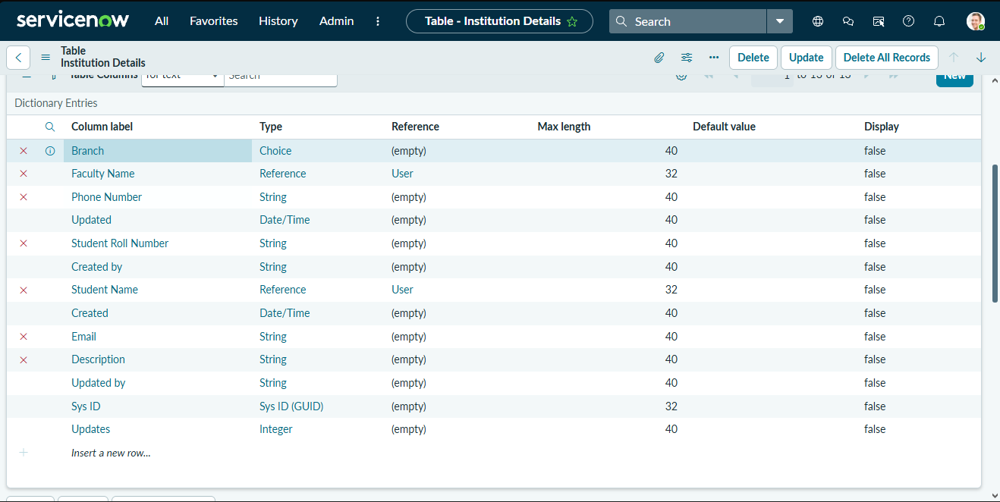 servicenow All Favorites History Admin Table - Institution Details Search
Table
Institution Details
Delete Update Delete All Records
Table Columns for text Search 1 to 13 of 13 New
Dictionary Entries
Column label Type Reference Max length Default value Display
Branch Choice (empty) 40 false
Faculty Name Reference User 32 false
Phone Number String (empty) 40 false
Updated Date/Time (empty) 40 false
Student Roll Number String (empty) 40 false
Created by String (empty) 40 false
Student Name Reference User 32 false
Created Date/Time (empty) 40 false
Email String (empty) 40 false
Description String (empty) 40 false
Updated by String (empty) 40 false
Sys ID Sys ID (GUID) (empty) 32 false
Updates Integer (empty) 40 false
Insert a new row...